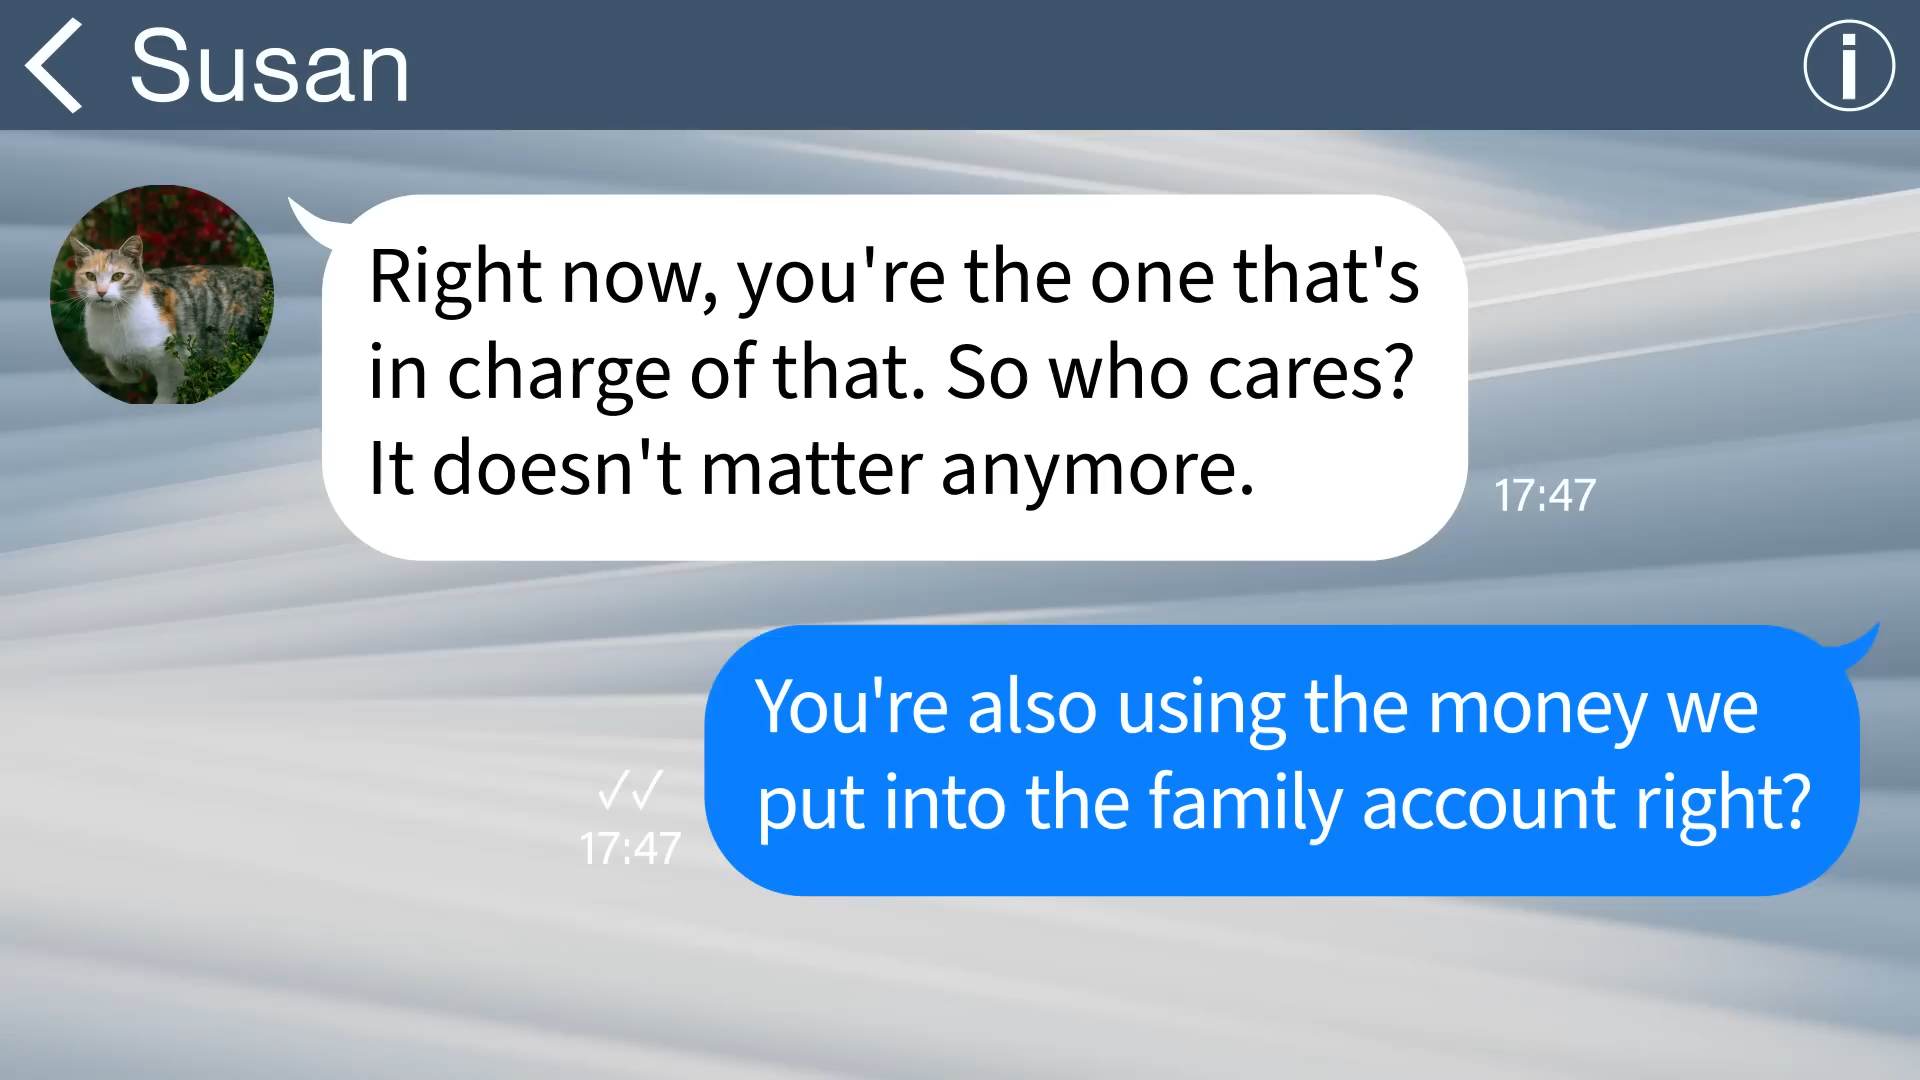 Susan
i
Right now, you're the one that's
in charge of that. So who cares?
It doesn't matter anymore.
17:47
You're also using the money we
put into the family account right?
17:47